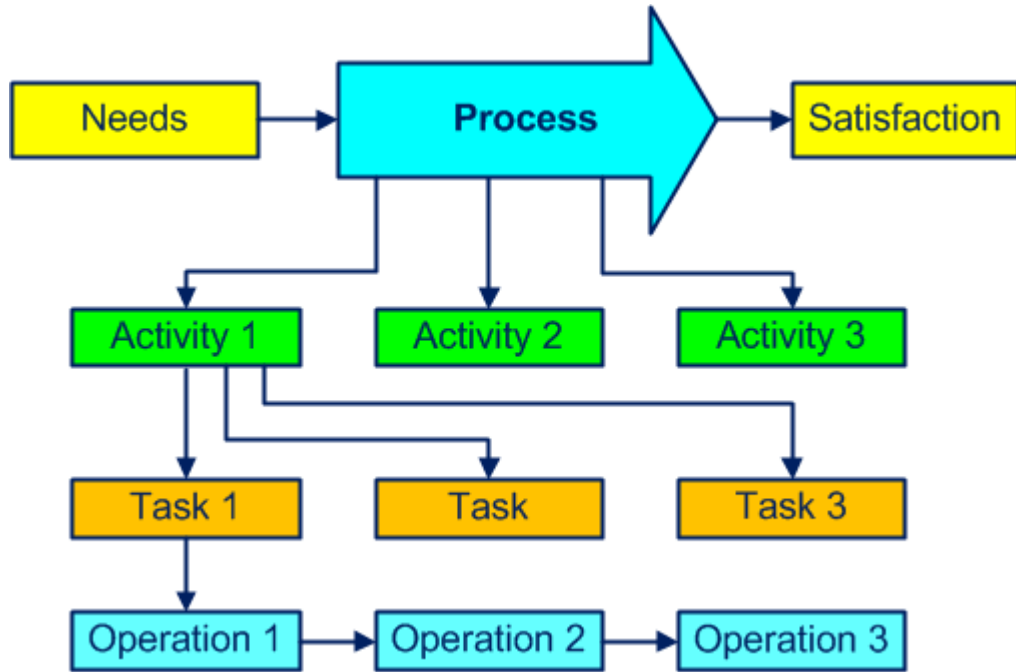 Needs
Process
Satisfaction
Activity 1
Activity 2
Activity 3
Task 1
Task
Task 3
Operation 1
Operation 2
Operation 3